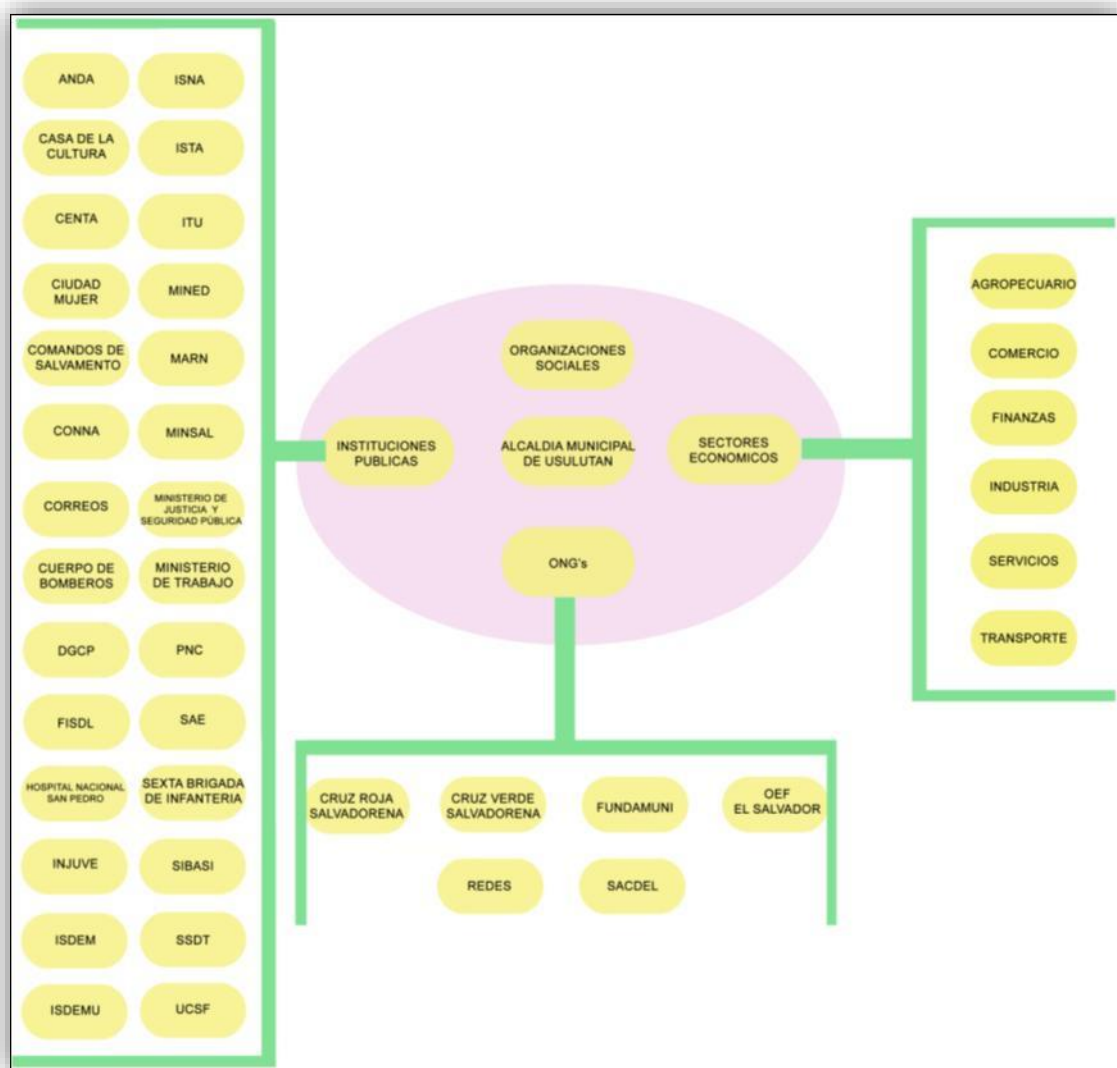 ANDA
ISNA
CASA DE LA
CULTURA
ISTA
CENTA
ITU
CIUDAD
MUJER
MINED
COMANDOS DE
SALVAMENTO
MARN
CONNA
MINSAL
CORREOS
MINISTERIO DE
JUSTICIA Y
SEGURIDAD PÚBLICA
CUERPO DE
BOMBEROS
MINISTERIO
DE TRABAJO
DGCP
PNC
FISDL
SAE
HOSPITAL NACIONAL
SAN PEDRO
SEXTA BRIGADA
DE INFANTERIA
INJUVE
SIBASI
ISDEM
SSDT
ISDEMU
UCSF
ORGANIZACIONES
SOCIALES
INSTITUCIONES
PUBLICAS
ALCALDIA MUNICIPAL
DE USULUTAN
SECTORES
ECONOMICOS
ONG's
CRUZ ROJA
SALVADORENA
CRUZ VERDE
SALVADORENA
FUNDAMUNI
OEF
EL SALVADOR
REDES
SACDEL
AGROPECUARIO
COMERCIO
FINANZAS
INDUSTRIA
SERVICIOS
TRANSPORTE